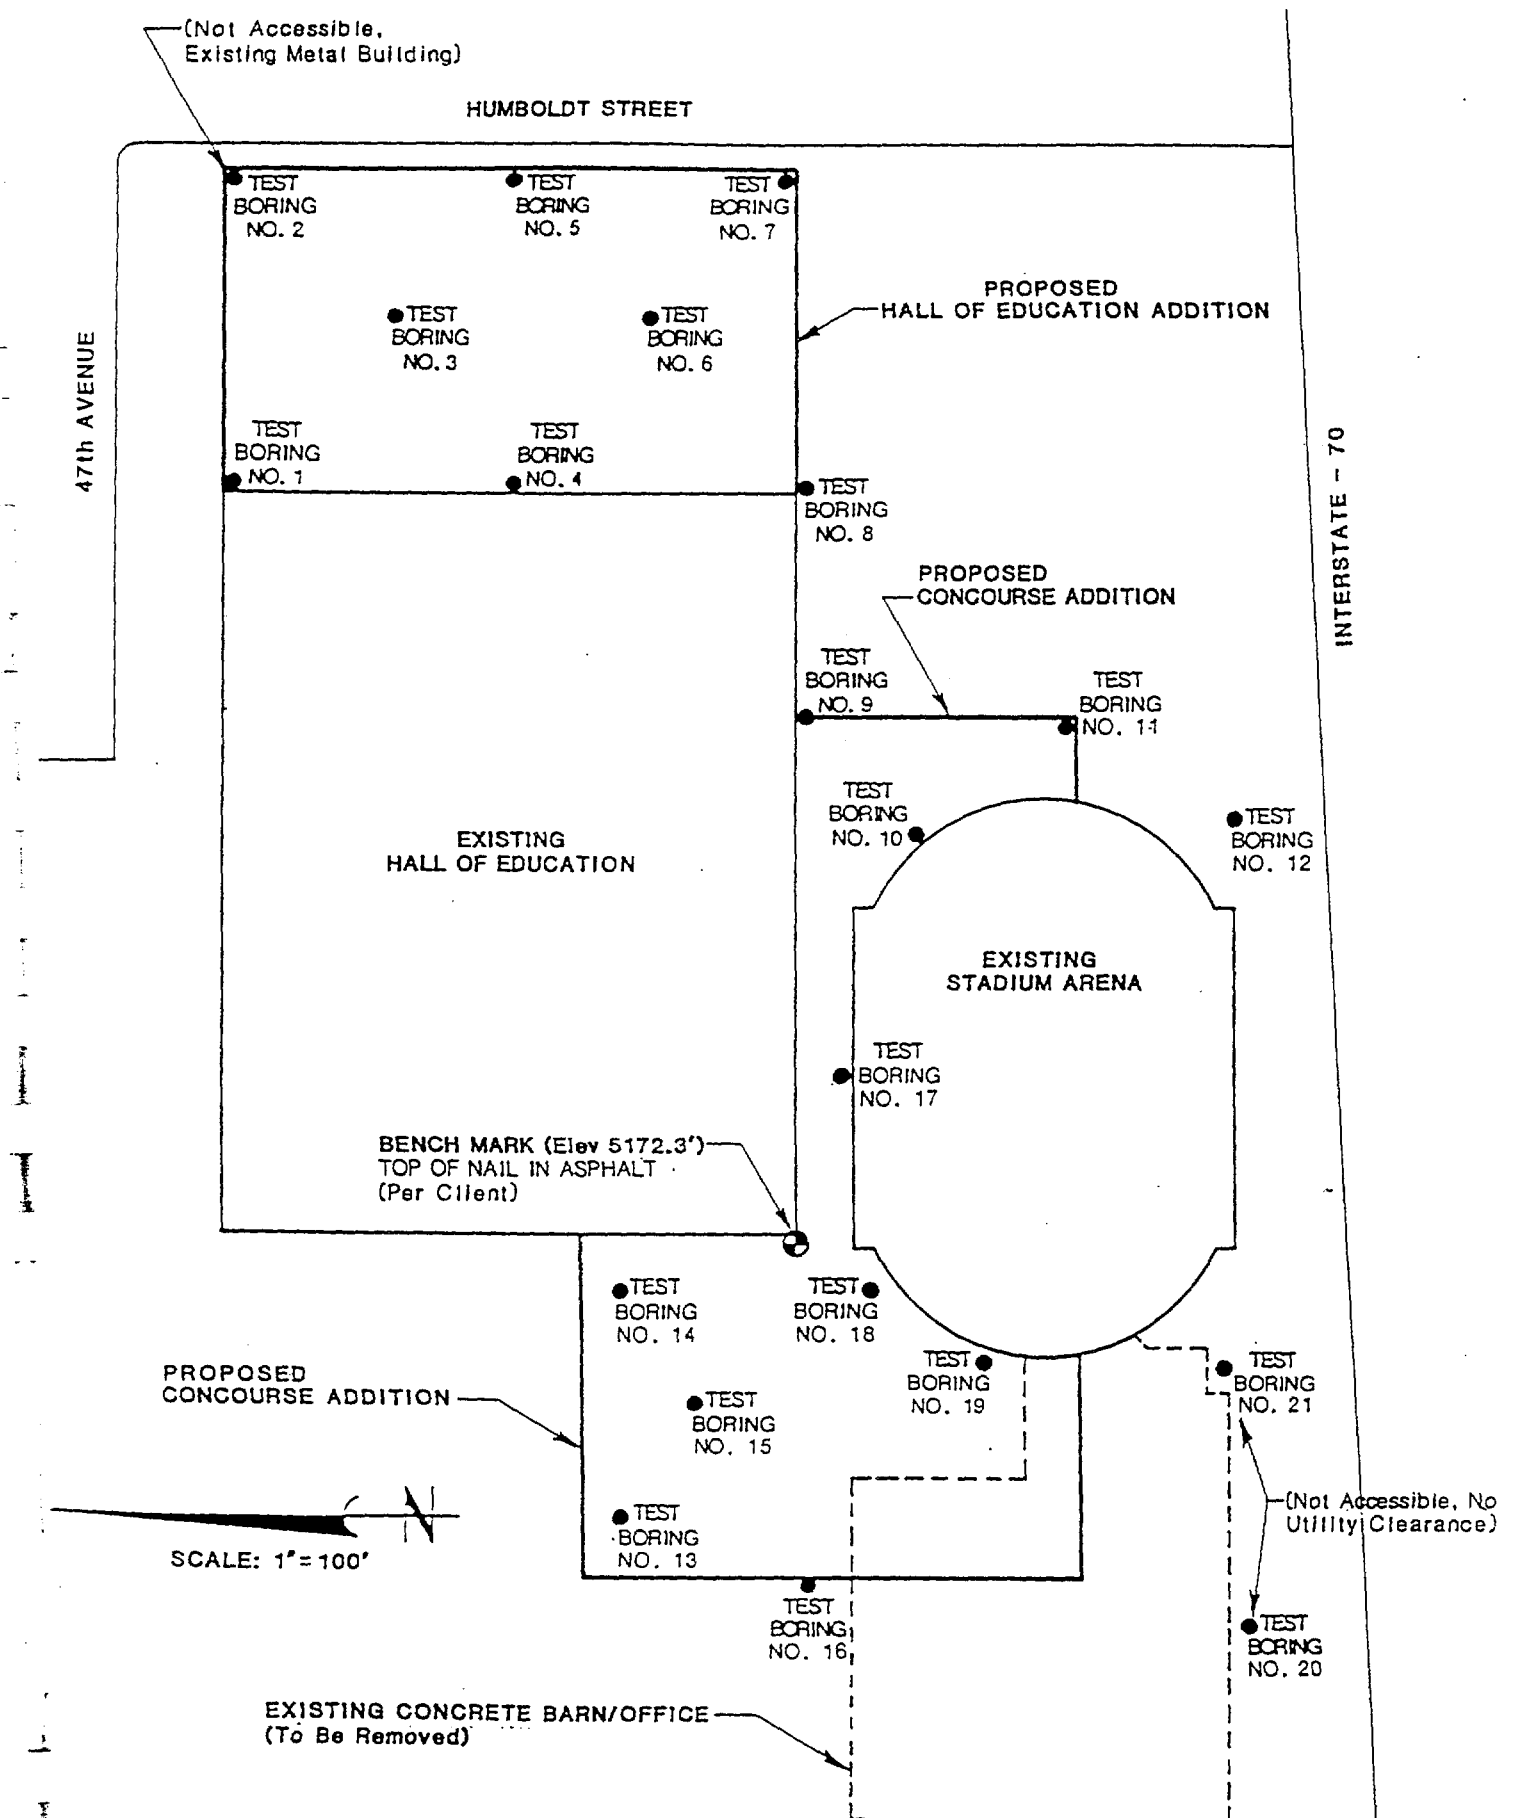 (Not Accessible,
Existing Metal Building)
HUMBOLDT STREET
TEST
BORING
NO. 2
TEST
BORING
NO. 5
TEST
BORING
NO. 7
PROPOSED
HALL OF EDUCATION ADDITION
TEST
BORING
NO. 3
TEST
BORING
NO. 6
47th AVENUE
TEST
BORING
NO. 1
TEST
BORING
NO. 4
TEST
BORING
NO. 8
INTERSTATE - 70
PROPOSED
CONCOURSE ADDITION
TEST
BORING
NO. 9
TEST
BORING
NO. 11
TEST
BORING
NO. 10
TEST
BORING
NO. 12
EXISTING
HALL OF EDUCATION
EXISTING
STADIUM ARENA
TEST
BORING
NO. 17
BENCH MARK (Elev 5172.3')
TOP OF NAIL IN ASPHALT
(Per Client)
TEST
BORING
NO. 14
TEST
BORING
NO. 18
PROPOSED
CONCOURSE ADDITION
TEST
BORING
NO. 19
TEST
BORING
NO. 21
TEST
BORING
NO. 15
(Not Accessible, No
Utility Clearance)
TEST
BORING
NO. 13
N
SCALE: 1"=100'
TEST
BORING
NO. 16
TEST
BORING
NO. 20
EXISTING CONCRETE BARN/OFFICE
(To Be Removed)